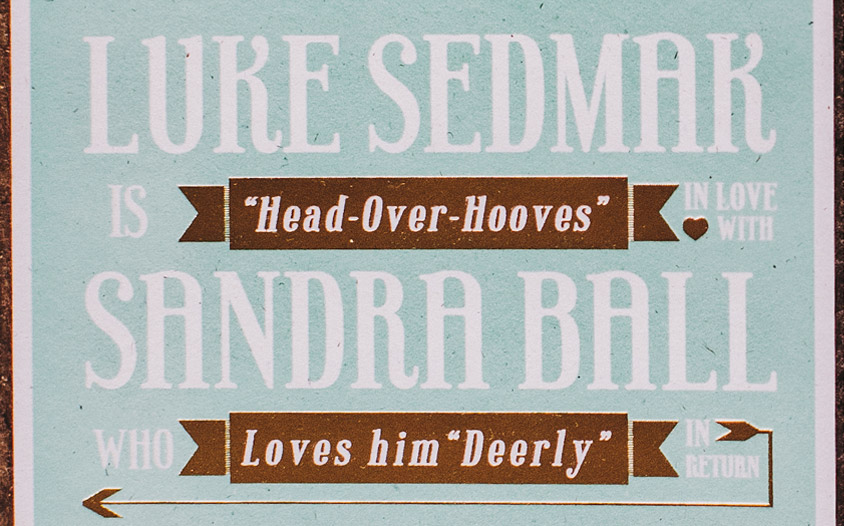 LUKE SEDMAK
IS "Head-Over-Hooves" IN LOVE WITH
SANDRA BALL
WHO Loves him "Deerly" IN RETURN